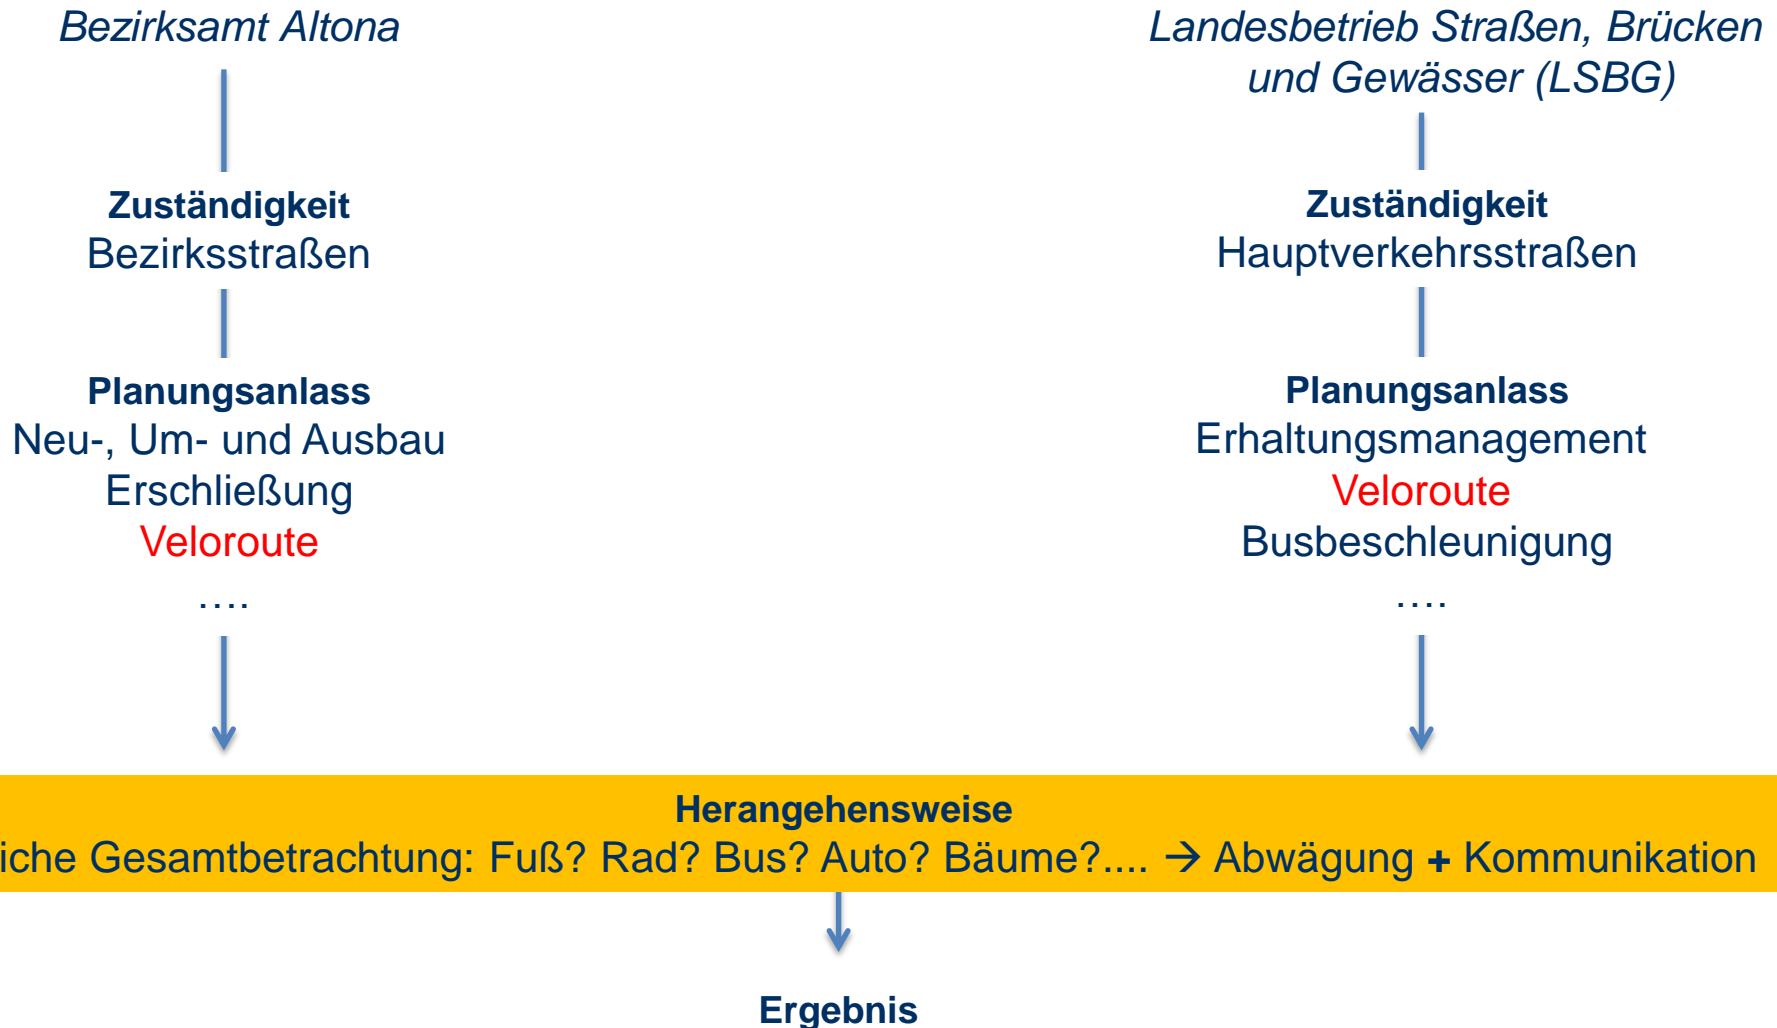 Bezirksamt Altona
Zuständigkeit
Bezirksstraßen
Planungsanlass
Neu-, Um- und Ausbau
Erschließung
Veloroute
....
Landesbetrieb Straßen, Brücken
und Gewässer (LSBG)
Zuständigkeit
Hauptverkehrsstraßen
Planungsanlass
Erhaltungsmanagement
Veloroute
Busbeschleunigung
....
Herangehensweise
iche Gesamtbetrachtung: Fuß? Rad? Bus? Auto? Bäume?.... → Abwägung + Kommunikation
Ergebnis